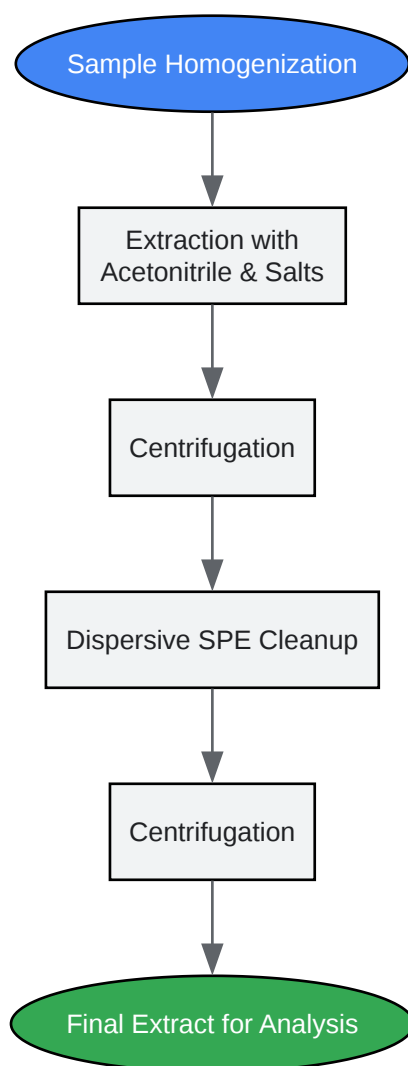 Sample Homogenization
Extraction with
Acetonitrile & Salts
Centrifugation
Dispersive SPE Cleanup
Centrifugation
Final Extract for Analysis